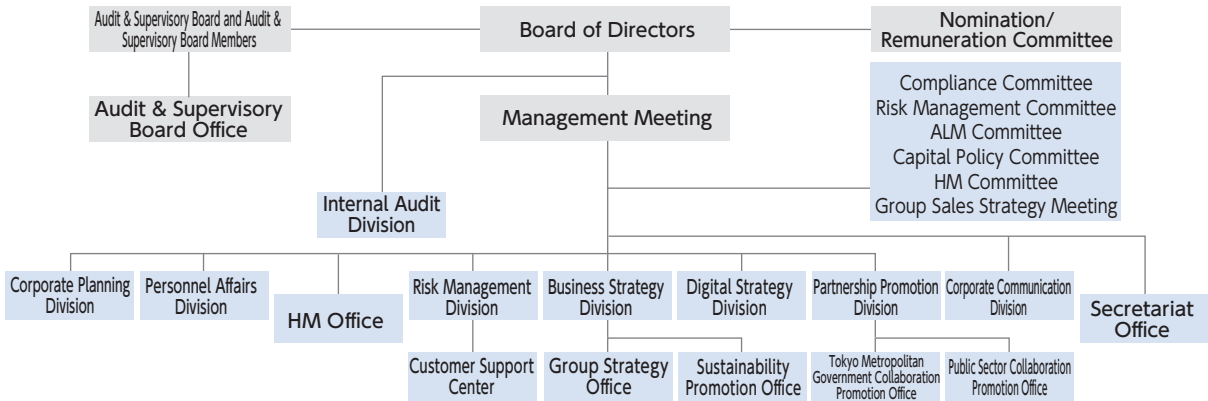 Audit & Supervisory Board and Audit &
Supervisory Board Members
Board of Directors
Nomination/
Remuneration Committee
Audit & Supervisory
Board Office
Management Meeting
Compliance Committee
Risk Management Committee
ALM Committee
Capital Policy Committee
HM Committee
Group Sales Strategy Meeting
Internal Audit
Division
Corporate Planning
Division
Personnel Affairs
Division
HM Office
Risk Management
Division
Business Strategy
Division
Digital Strategy
Division
Partnership Promotion
Division
Corporate Communication
Division
Secretariat
Office
Customer Support
Center
Group Strategy
Office
Sustainability
Promotion Office
Tokyo Metropolitan
Government Collaboration
Promotion Office
Public Sector Collaboration
Promotion Office